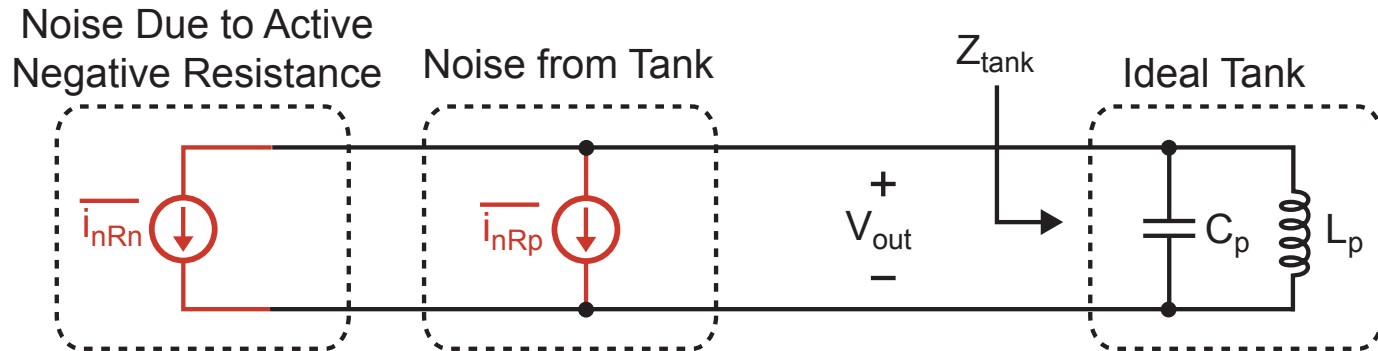 Noise Due to Active
Negative Resistance
Noise from Tank
Z_tank
Ideal Tank
i_nRn
i_nRp
+
V_out
−
C_p
L_p